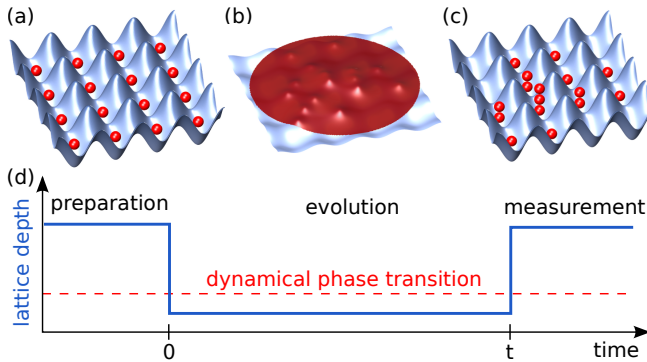 (a)
(b)
(c)
(d)
preparation
evolution
measurement
lattice depth
dynamical phase transition
0
t
time